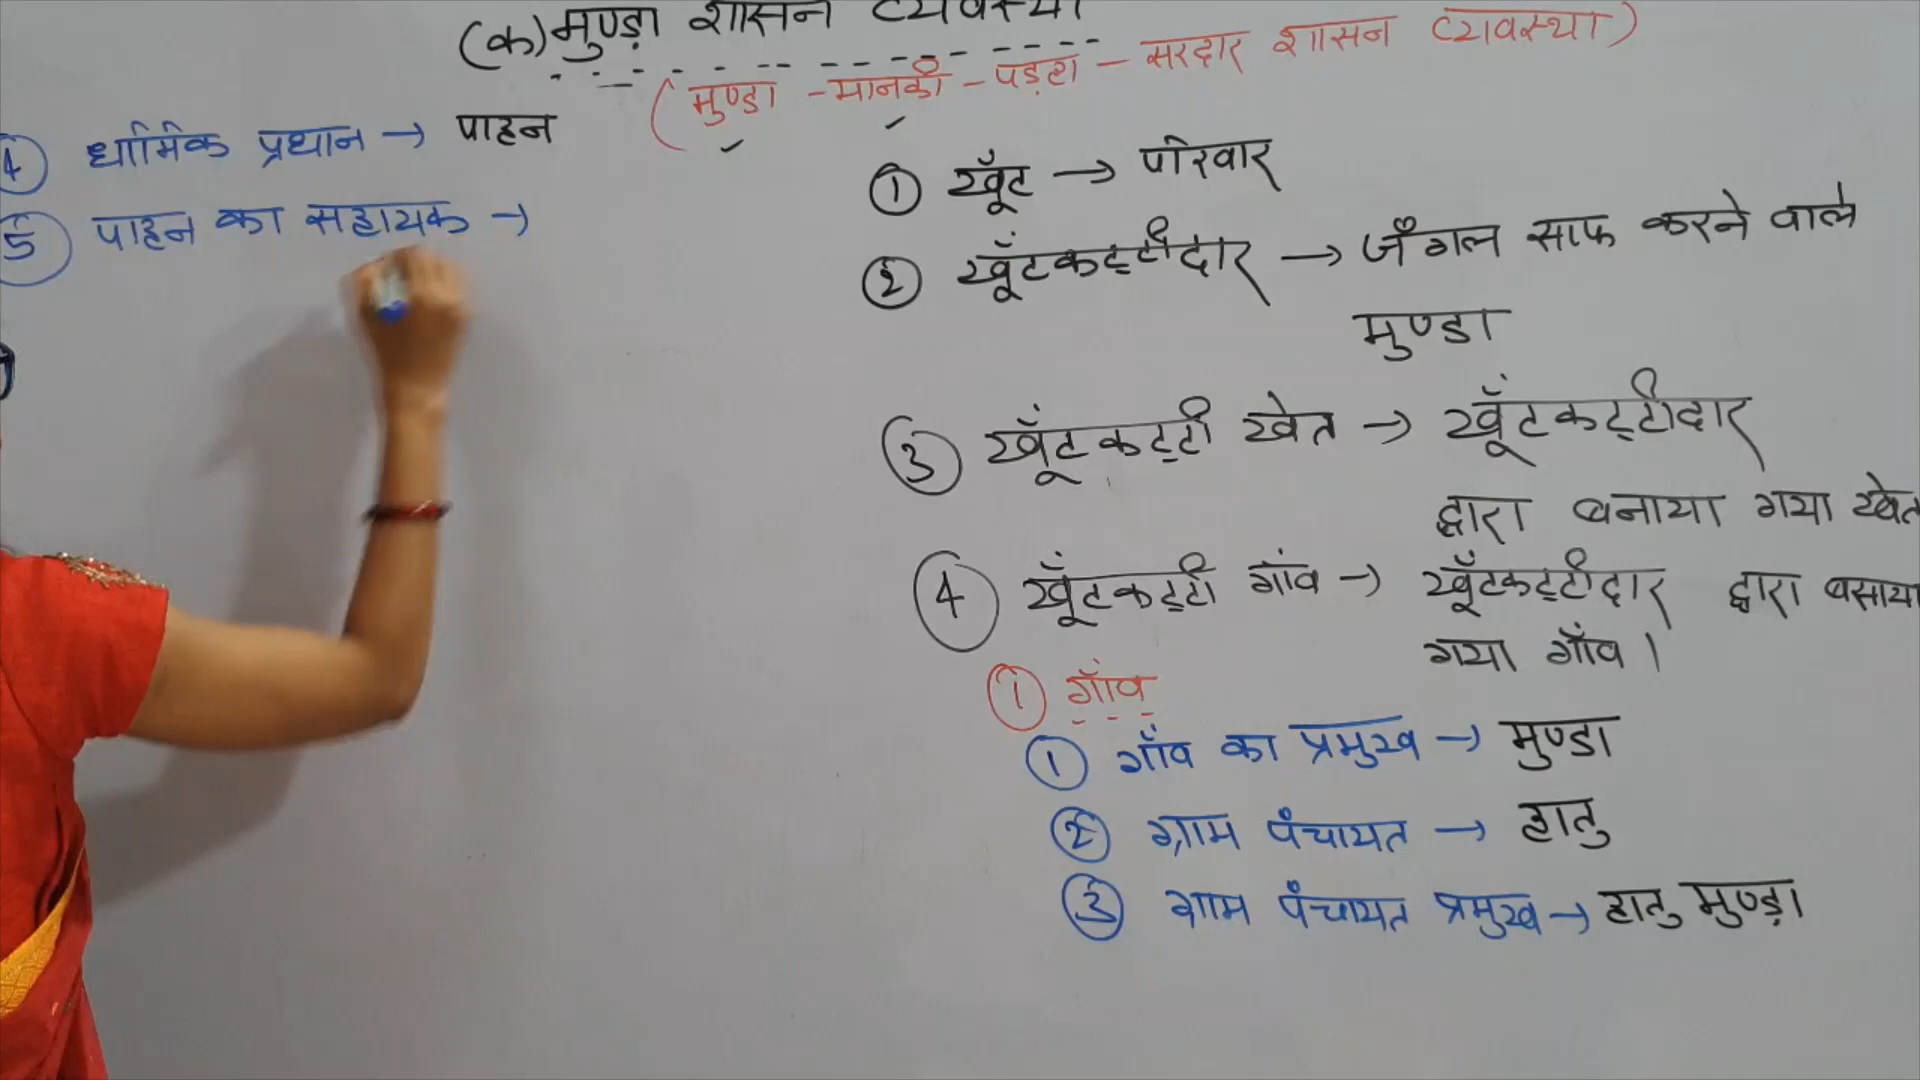 (क) मुण्डा शासन व्यवस्था
(मुण्डा - मानकी - पड़हा - सरदार शासन व्यवस्था)
① खूँट → परिवार
② खूँटकट्टीदार → जँगल साफ करने वाले
मुण्डा
③ खूँटकट्टी खेत → खूँटकट्टीदार
द्वारा बनाया गया खेत
④ खूँटकट्टी गांव → खूँटकट्टीदार द्वारा बसाया
गया गाँव।
① गाँव
① गाँव का प्रमुख → मुण्डा
② ग्राम पंचायत → हातु
③ ग्राम पंचायत प्रमुख → हातु मुण्डा
④ धार्मिक प्रधान → पाहन
⑤ पाहन का सहायक →